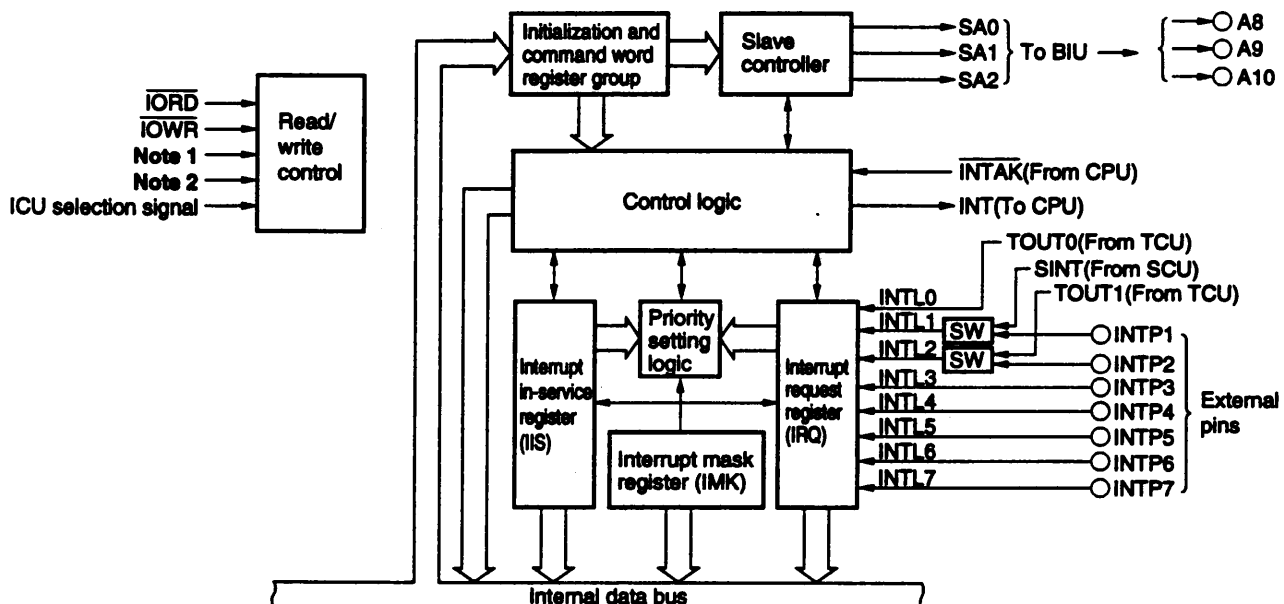 Initialization and
command word
register group
Slave
controller
SA0
SA1
SA2
To BIU
A8
A9
A10
IORD
IOWR
Note 1
Note 2
ICU selection signal
Read/
write
control
Control logic
INTAK(From CPU)
INT(To CPU)
TOUT0(From TCU)
SINT(From SCU)
TOUT1(From TCU)
INTL0
INTL1
SW
INTP1
INTL2
SW
INTP2
INTL3
INTP3
INTL4
INTP4
INTL5
INTP5
INTL6
INTP6
INTL7
INTP7
External
pins
Interrupt
in-service
register
(IIS)
Priority
setting
logic
Interrupt
request
register
(IRQ)
Interrupt mask
register (IMK)
Internal data bus